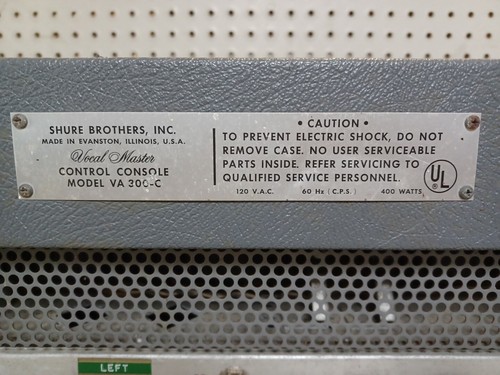 SHURE BROTHERS, INC.
MADE IN EVANSTON, ILLINOIS, U.S.A.
Vocal Master
CONTROL CONSOLE
MODEL VA 300-C
• CAUTION •
TO PREVENT ELECTRIC SHOCK, DO NOT
REMOVE CASE. NO USER SERVICEABLE
PARTS INSIDE. REFER SERVICING TO
QUALIFIED SERVICE PERSONNEL.
120 V.A.C. 60 Hz (C.P.S.) 400 WATTS
UL
LEFT